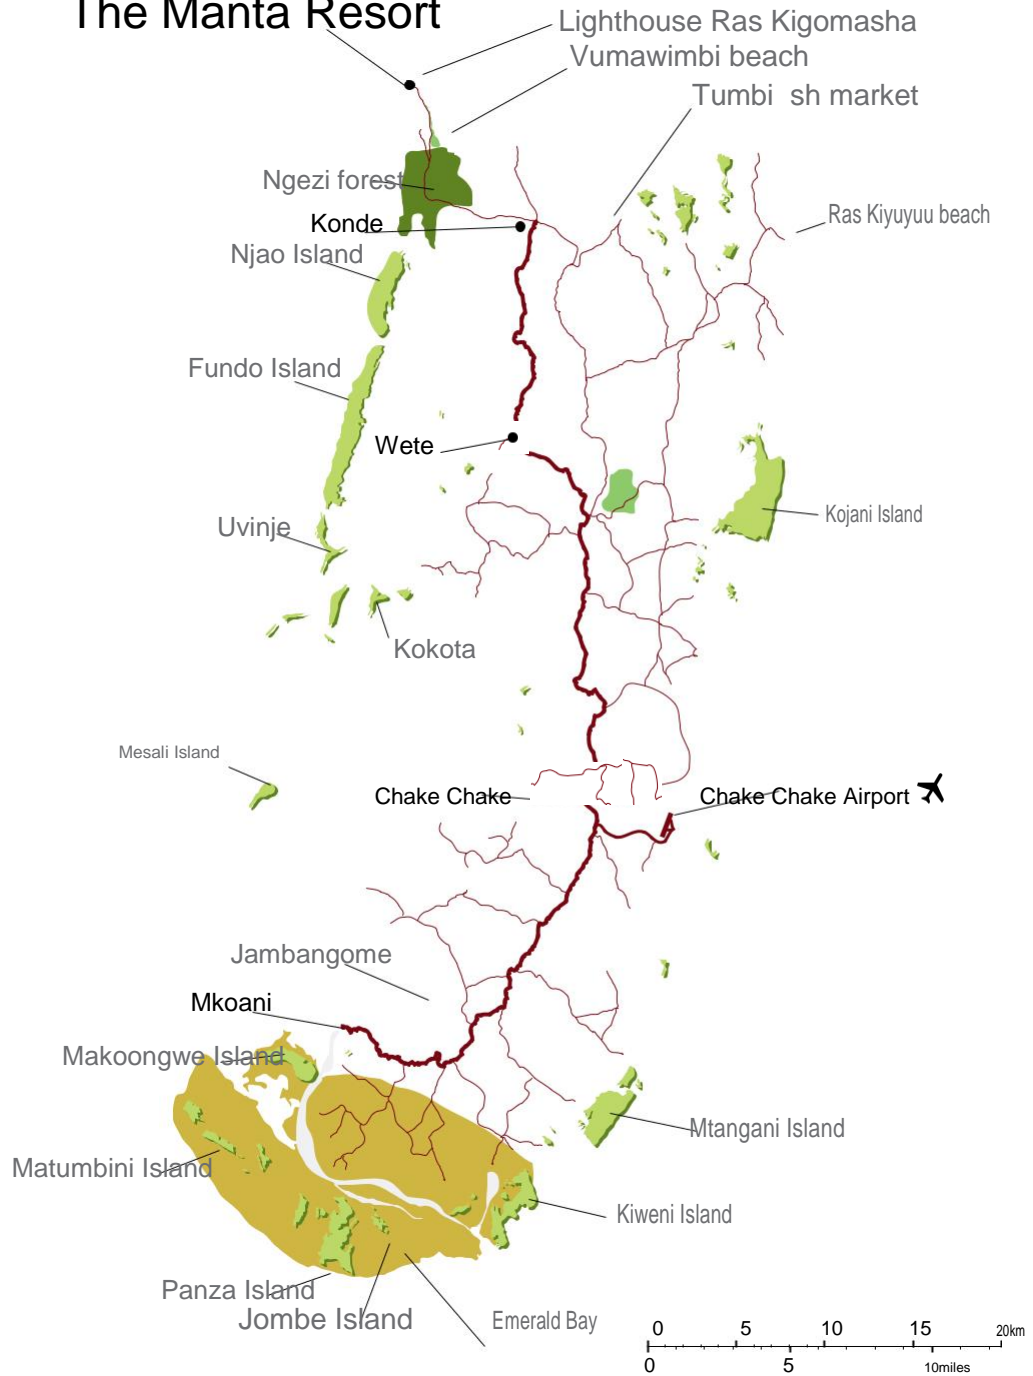 The Manta Resort
Lighthouse Ras Kigomasha
Vumawimbi beach
Tumbi sh market
Ngezi forest
Ras Kiyuyuu beach
Konde
Njao Island
Fundo Island
Wete
Kojani Island
Uvinje
Kokota
Mesali Island
Chake Chake
Chake Chake Airport
Jambangome
Mkoani
Makoongwe Island
Mtangani Island
Matumbini Island
Kiweni Island
Panza Island
Jombe Island
Emerald Bay
0 5 10 15 20km
0 5 10miles